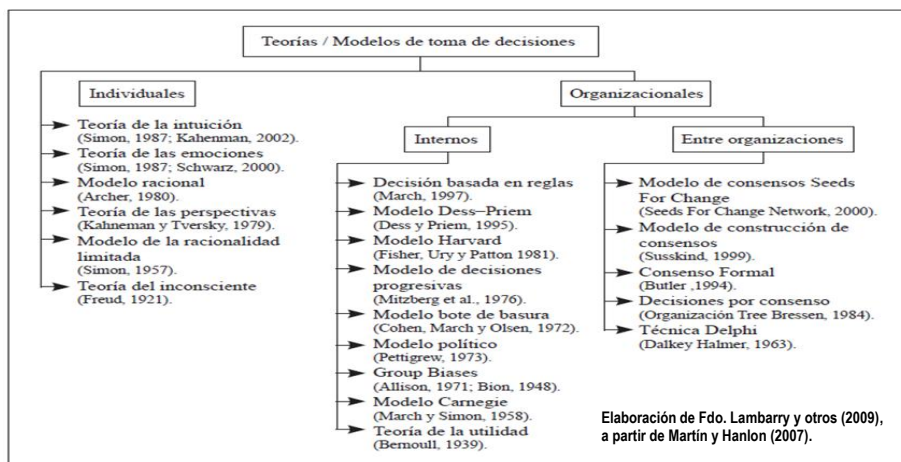 Teorías / Modelos de toma de decisiones
Individuales
Teoría de la intuición
(Simon, 1987; Kahenman, 2002).
Teoría de las emociones
(Simon, 1987; Schwarz, 2000).
Modelo racional
(Archer, 1980).
Teoría de las perspectivas
(Kahneman y Tversky, 1979).
Modelo de la racionalidad
limitada
(Simon, 1957).
Teoría del inconsciente
(Freud, 1921).
Organizacionales
Internos
Decisión basada en reglas
(March, 1997).
Modelo Dess–Priem
(Dess y Priem, 1995).
Modelo Harvard
(Fisher, Ury y Patton 1981).
Modelo de decisiones
progresivas
(Mitzberg et al., 1976).
Modelo bote de basura
(Cohen, March y Olsen, 1972).
Modelo político
(Pettigrew, 1973).
Group Biases
(Allison, 1971; Bion, 1948).
Modelo Carnegie
(March y Simon, 1958).
Teoría de la utilidad
(Bernoull, 1939).
Entre organizaciones
Modelo de consensos Seeds
For Change
(Seeds For Change Network, 2000).
Modelo de construcción de
consensos
(Susskind, 1999).
Consenso Formal
(Butler ,1994).
Decisiones por consenso
(Organización Tree Bressen, 1984).
Técnica Delphi
(Dalkey Halmer, 1963).
Elaboración de Fdo. Lambarry y otros (2009),
a partir de Martín y Hanlon (2007).